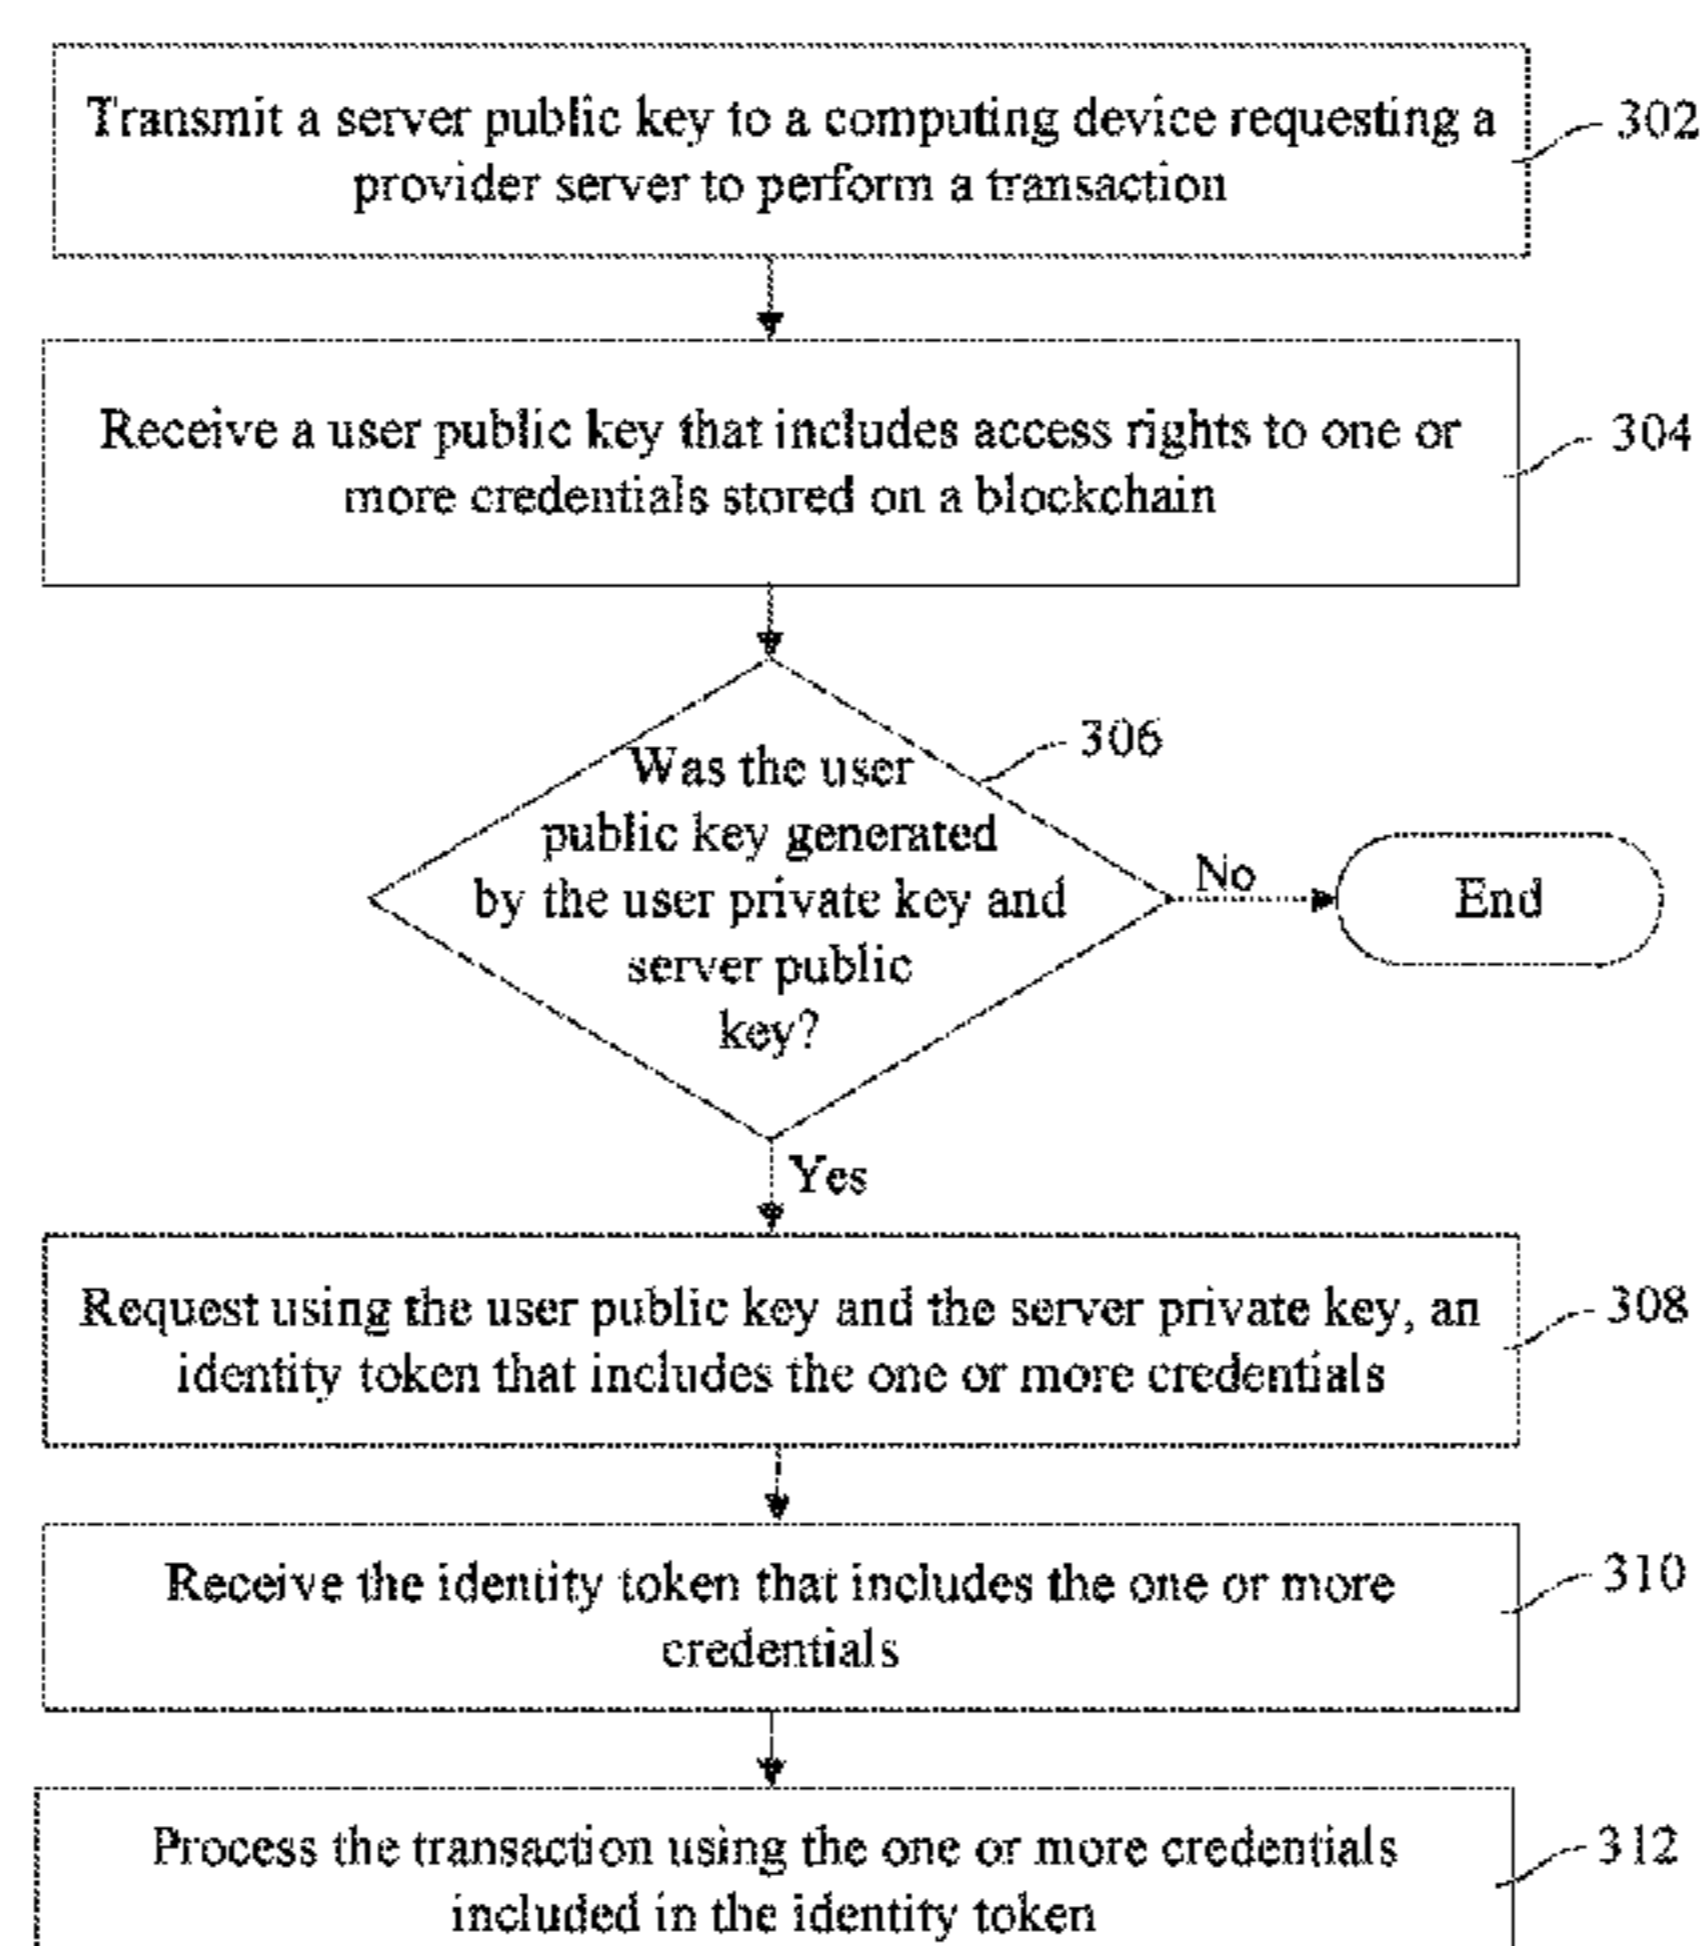 Transmit a server public key to a computing device requesting a
provider server to perform a transaction
302
Receive a user public key that includes access rights to one or
more credentials stored on a blockchain
304
306
Was the user
public key generated
by the user private key and
server public
key?
No
End
Yes
Request using the user public key and the server private key, an
identity token that includes the one or more credentials
308
Receive the identity token that includes the one or more
credentials
310
Process the transaction using the one or more credentials
included in the identity token
312